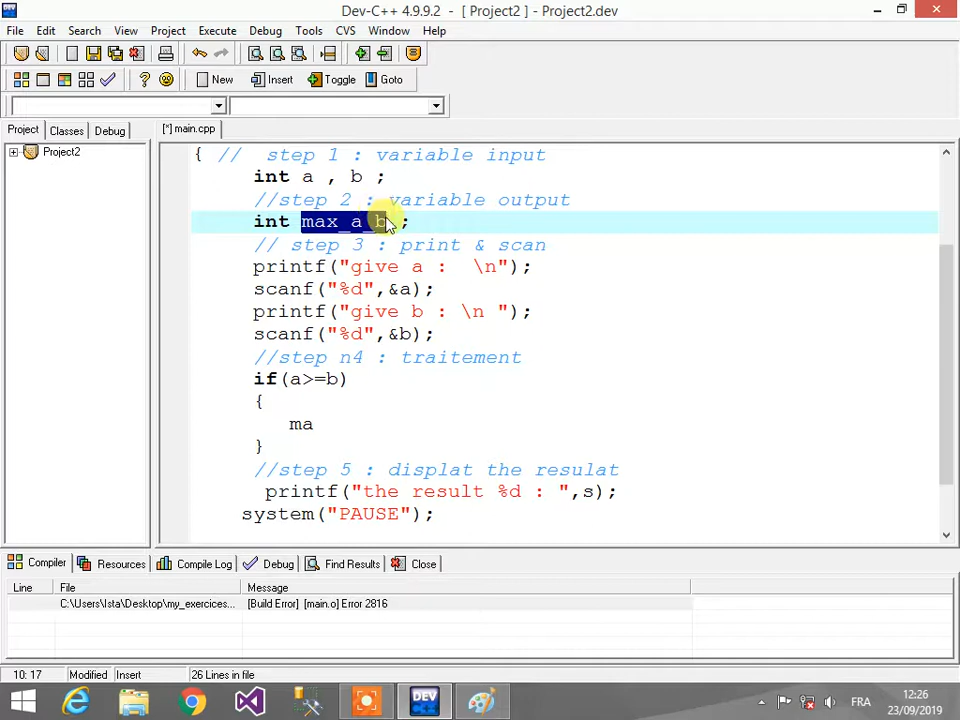 Dev-C++ 4.9.9.2 - [ Project2 ] - Project2.dev
File Edit Search View Project Execute Debug Tools CVS Window Help
New Insert Toggle Goto
Project Classes Debug
[*] main.cpp
Project2
{ // step 1 : variable input
int a , b ;
//step 2 : variable output
int max_a_b ;
// step 3 : print & scan
printf("give a :  \n");
scanf("%d",&a);
printf("give b : \n ");
scanf("%d",&b);
//step n4 : traitement
if(a>=b)
{
ma
}
//step 5 : displat the resulat
printf("the result %d : ",s);
system("PAUSE");
Compiler Resources Compile Log Debug Find Results Close
Line File Message
C:\Users\Ista\Desktop\my_exercices... [Build Error] [main.o] Error 2816
10: 17 Modified Insert 26 Lines in file
DEV C++
FRA
12:26
23/09/2019